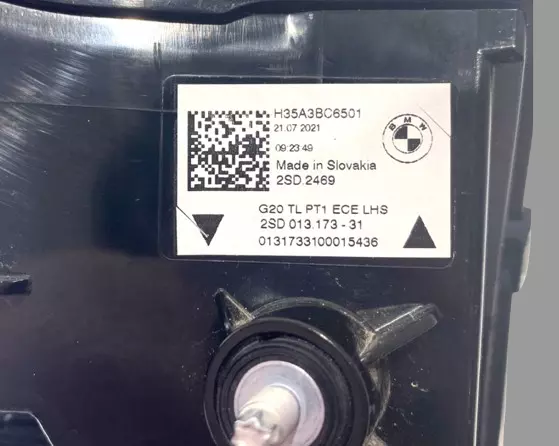 H35A3BC6501
21.07 2021
09:23:49
BMW
Made in Slovakia
2SD.2469
G20 TL PT1 ECE LHS
2SD 013.173 - 31
0131733100015436